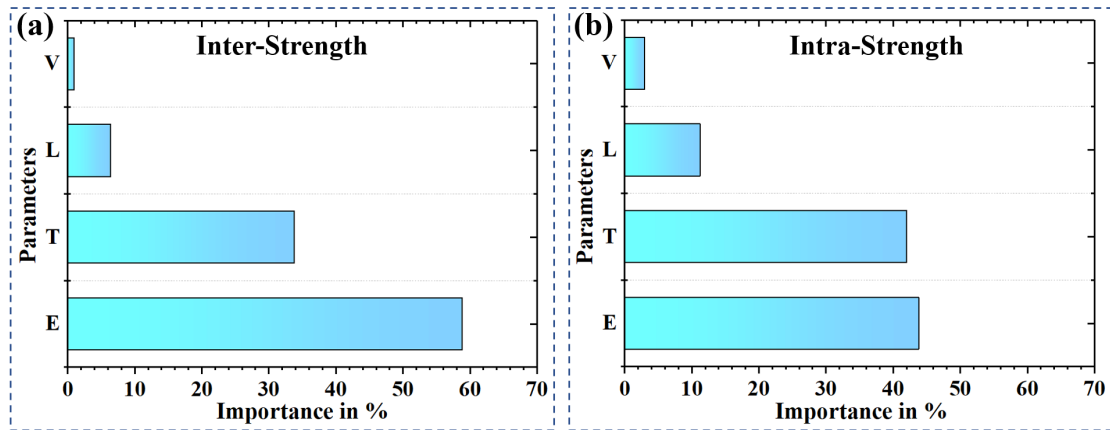 (a)
Inter-Strength
Parameters
V
L
T
E
0 10 20 30 40 50 60 70
Importance in %
(b)
Intra-Strength
Parameters
V
L
T
E
0 10 20 30 40 50 60 70
Importance in %